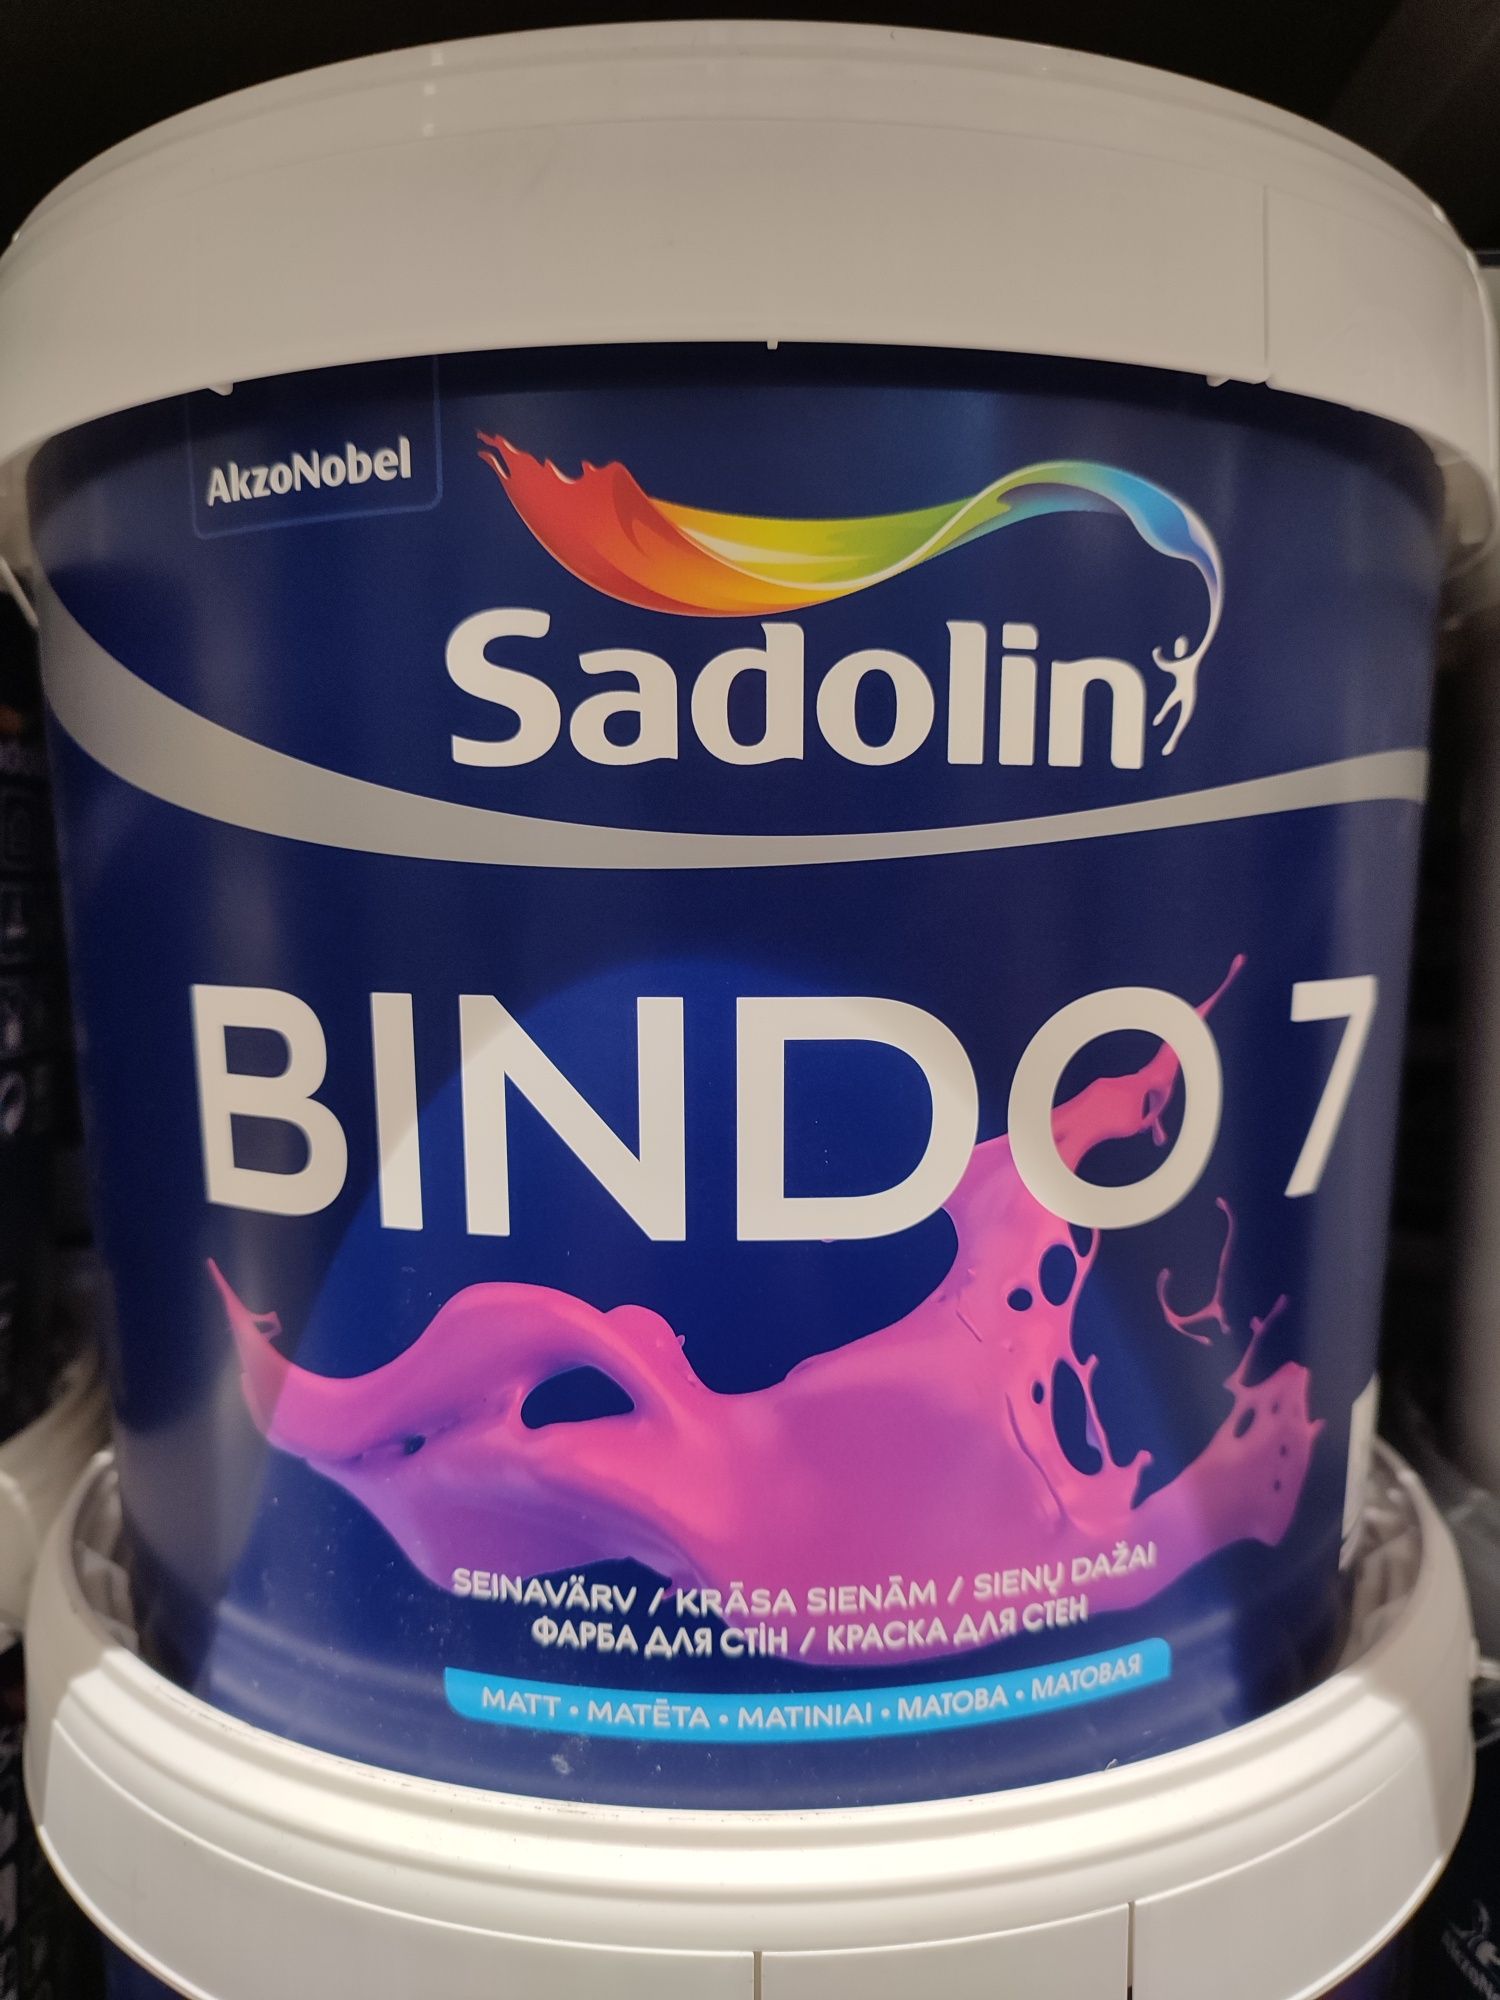 AkzoNobel
Sadolin
BINDO 7
SEINAVÄRV / KRĀSA SIENĀM / SIENŲ DAŽAI
ФАРБА ДЛЯ СТІН / КРАСКА ДЛЯ СТЕН
MATT • MATĒTA • MATINIAI • МАТОВА • МАТОВАЯ